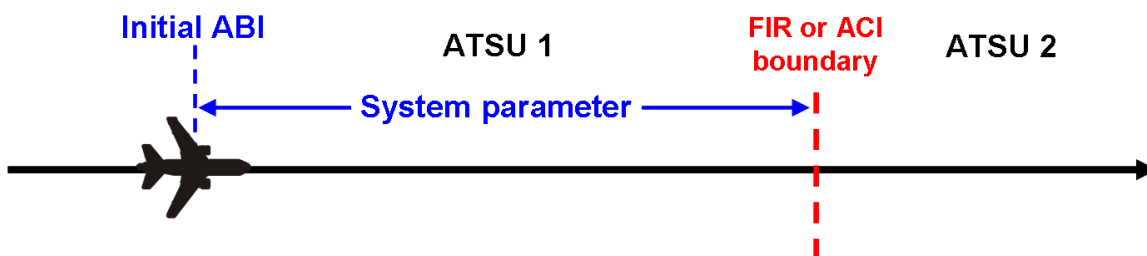 Initial ABI
ATSU 1
FIR or ACI
boundary
ATSU 2
System parameter